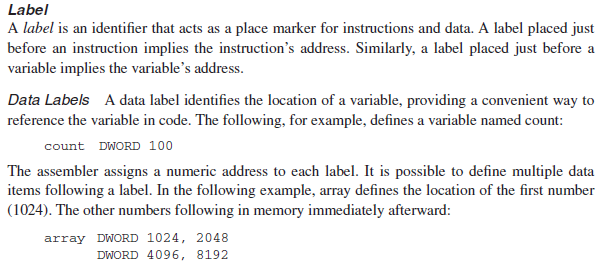 Label
A label is an identifier that acts as a place marker for instructions and data. A label placed just
before an instruction implies the instruction's address. Similarly, a label placed just before a
variable implies the variable's address.
Data Labels A data label identifies the location of a variable, providing a convenient way to
reference the variable in code. The following, for example, defines a variable named count:
count DWORD 100
The assembler assigns a numeric address to each label. It is possible to define multiple data
items following a label. In the following example, array defines the location of the first number
(1024). The other numbers following in memory immediately afterward:
array DWORD 1024, 2048
DWORD 4096, 8192